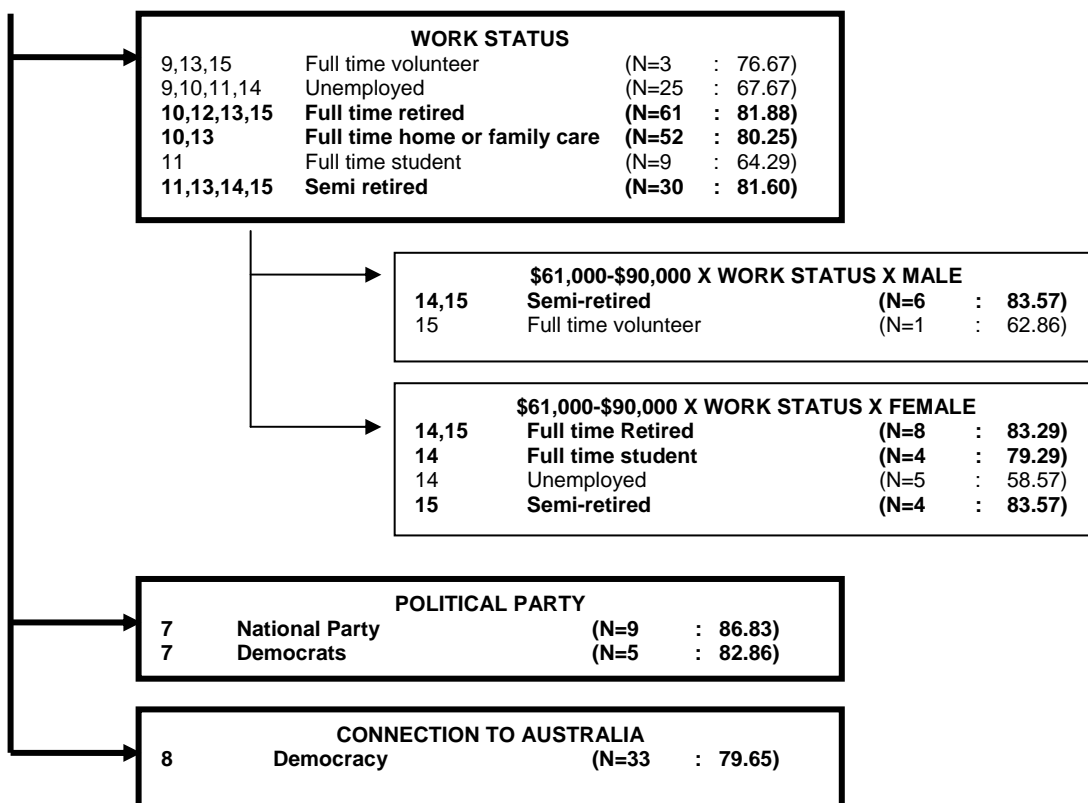 WORK STATUS
9,13,15 Full time volunteer (N=3 : 76.67)
9,10,11,14 Unemployed (N=25 : 67.67)
10,12,13,15 Full time retired (N=61 : 81.88)
10,13 Full time home or family care (N=52 : 80.25)
11 Full time student (N=9 : 64.29)
11,13,14,15 Semi retired (N=30 : 81.60)
$61,000-$90,000 X WORK STATUS X MALE
14,15 Semi-retired (N=6 : 83.57)
15 Full time volunteer (N=1 : 62.86)
$61,000-$90,000 X WORK STATUS X FEMALE
14,15 Full time Retired (N=8 : 83.29)
14 Full time student (N=4 : 79.29)
14 Unemployed (N=5 : 58.57)
15 Semi-retired (N=4 : 83.57)
POLITICAL PARTY
7 National Party (N=9 : 86.83)
7 Democrats (N=5 : 82.86)
CONNECTION TO AUSTRALIA
8 Democracy (N=33 : 79.65)